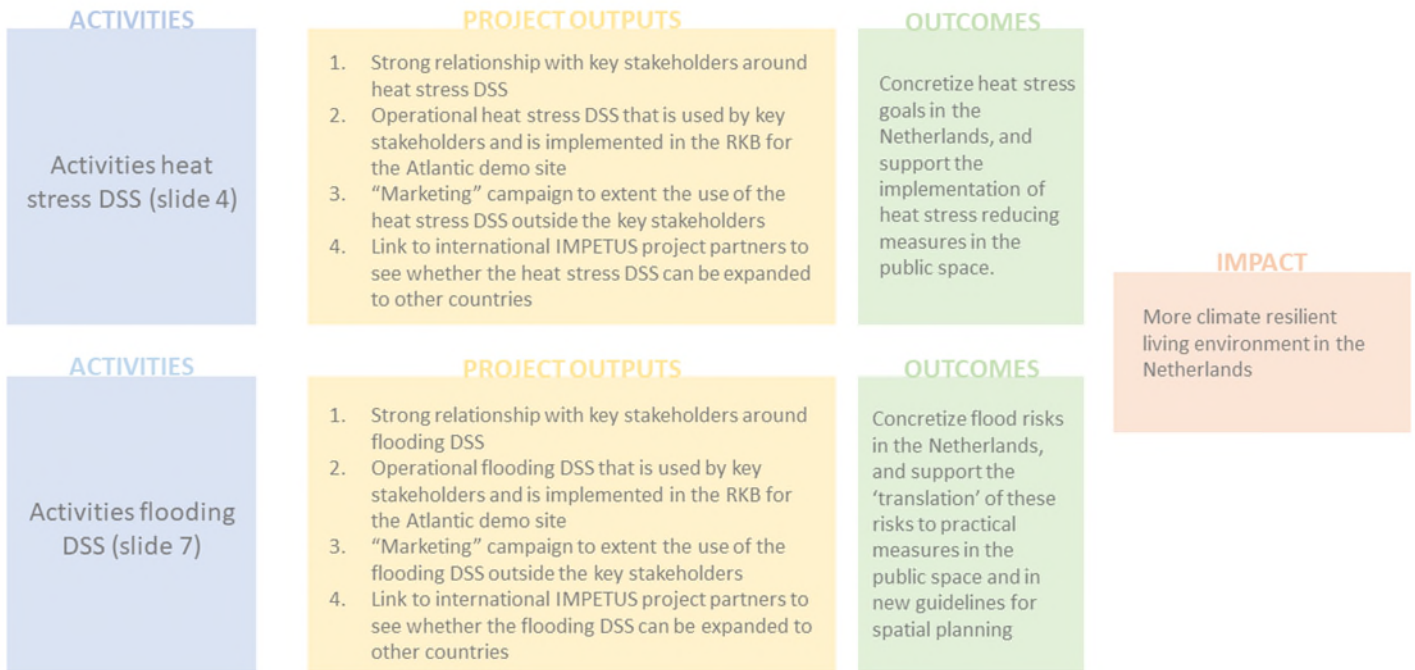 ACTIVITIES
Activities heat
stress DSS (slide 4)
PROJECT OUTPUTS
1. Strong relationship with key stakeholders around
heat stress DSS
2. Operational heat stress DSS that is used by key
stakeholders and is implemented in the RKB for
the Atlantic demo site
3. “Marketing” campaign to extent the use of the
heat stress DSS outside the key stakeholders
4. Link to international IMPETUS project partners to
see whether the heat stress DSS can be expanded
to other countries
OUTCOMES
Concretize heat stress
goals in the
Netherlands, and
support the
implementation of
heat stress reducing
measures in the
public space.
ACTIVITIES
Activities flooding
DSS (slide 7)
PROJECT OUTPUTS
1. Strong relationship with key stakeholders around
flooding DSS
2. Operational flooding DSS that is used by key
stakeholders and is implemented in the RKB for
the Atlantic demo site
3. “Marketing” campaign to extent the use of the
flooding DSS outside the key stakeholders
4. Link to international IMPETUS project partners to
see whether the flooding DSS can be expanded to
other countries
OUTCOMES
Concretize flood risks
in the Netherlands,
and support the
‘translation’ of these
risks to practical
measures in the
public space and in
new guidelines for
spatial planning
IMPACT
More climate resilient
living environment in the
Netherlands